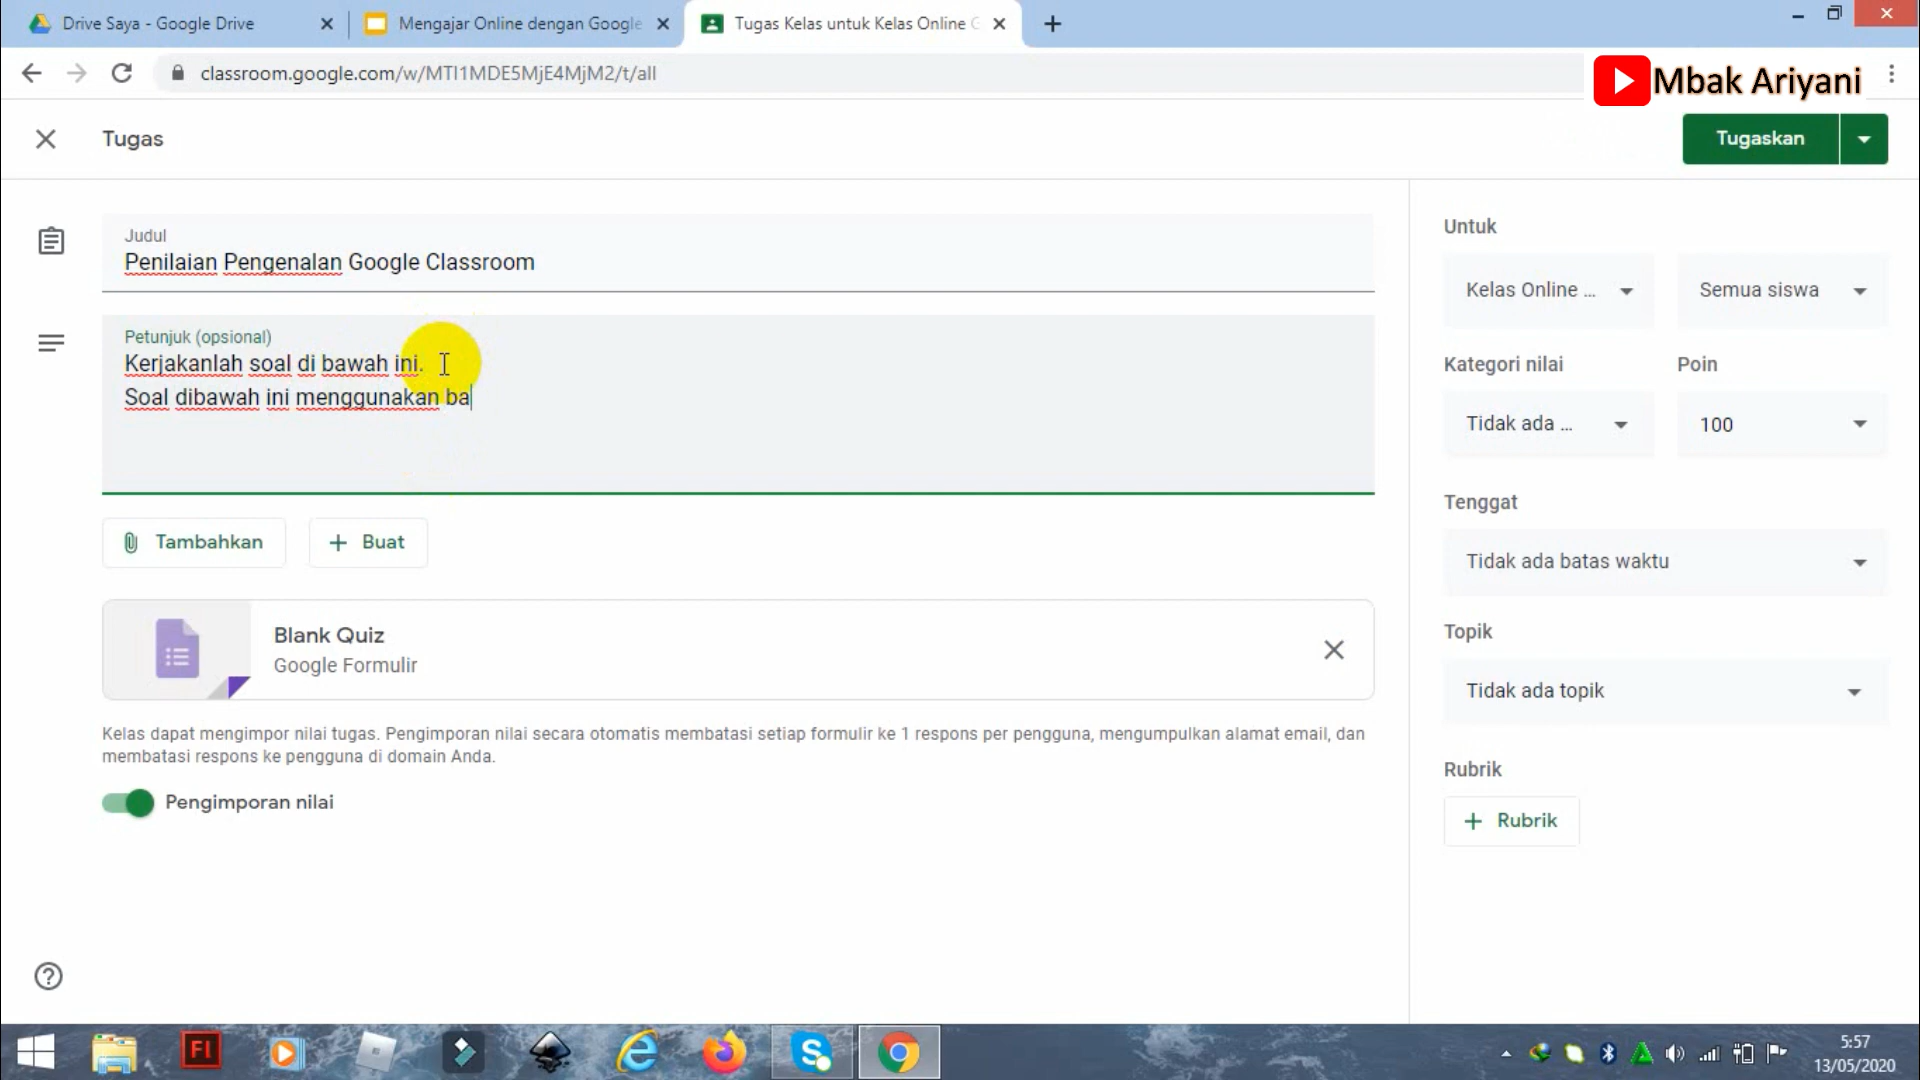 Drive Saya - Google Drive
Mengajar Online dengan Google
Tugas Kelas untuk Kelas Online G
classroom.google.com/w/MTI1MDE5MjE4MjM2/t/all
Mbak Ariyani
Tugas
Tugaskan
Judul
Penilaian Pengenalan Google Classroom
Petunjuk (opsional)
Kerjakanlah soal di bawah ini.
Soal dibawah ini menggunakan ba
Tambahkan
Buat
Blank Quiz
Google Formulir
Kelas dapat mengimpor nilai tugas. Pengimporan nilai secara otomatis membatasi setiap formulir ke 1 respons per pengguna, mengumpulkan alamat email, dan
membatasi respons ke pengguna di domain Anda.
Pengimporan nilai
Untuk
Kelas Online ...
Semua siswa
Kategori nilai
Poin
Tidak ada ...
100
Tenggat
Tidak ada batas waktu
Topik
Tidak ada topik
Rubrik
Rubrik
Fl
5:57
13/05/2020